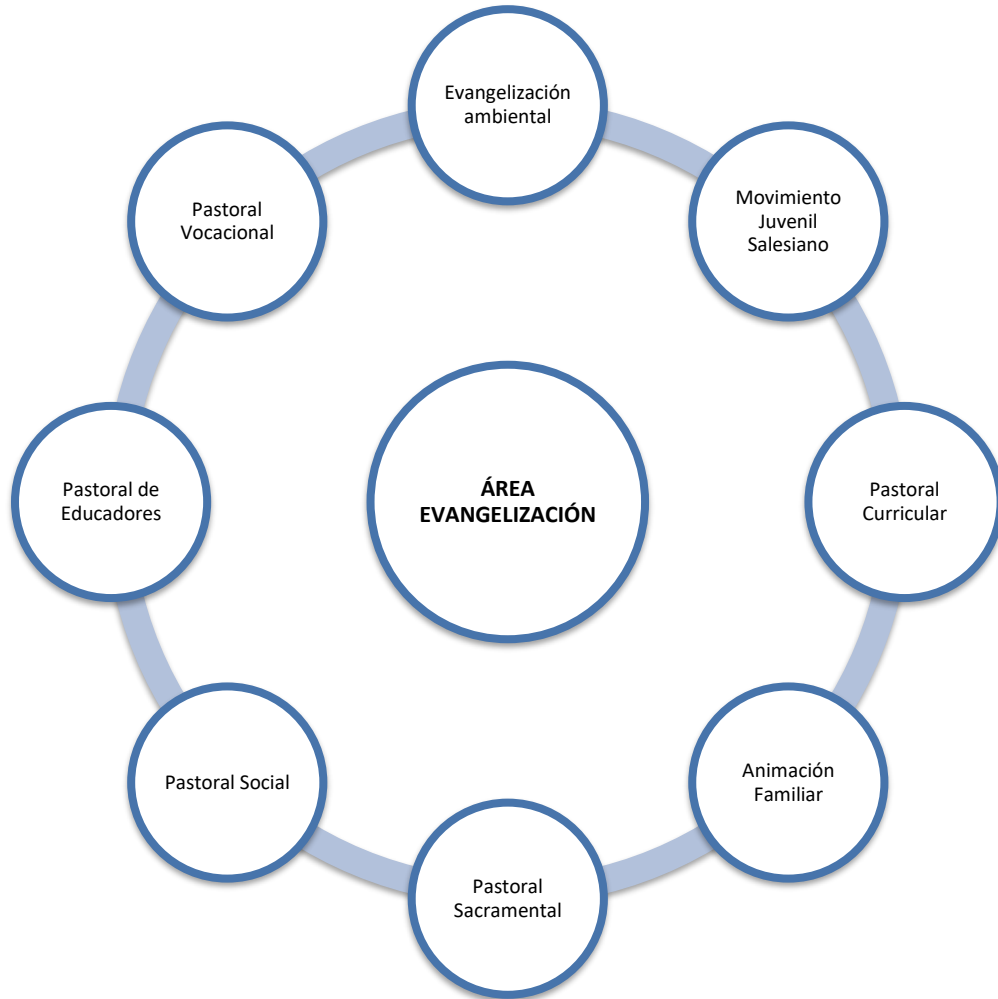 Evangelización
ambiental
Movimiento
Juvenil
Salesiano
Pastoral
Curricular
Animación
Familiar
Pastoral
Sacramental
Pastoral Social
Pastoral de
Educadores
Pastoral
Vocacional
ÁREA
EVANGELIZACIÓN